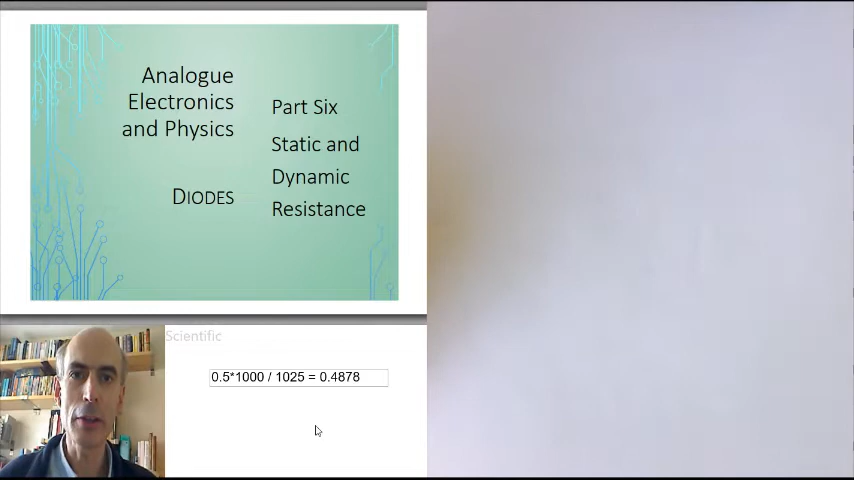 Analogue
Electronics
and Physics
DIODES
Part Six
Static and
Dynamic
Resistance
Scientific
0.5*1000 / 1025 = 0.4878